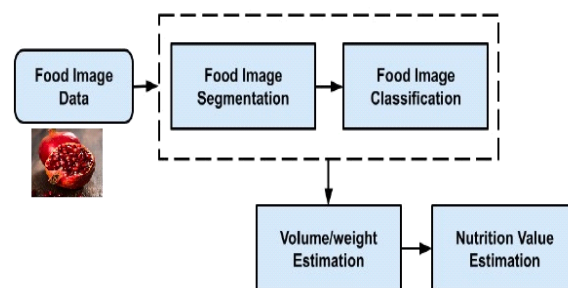 Food Image
Data
Food Image
Segmentation
Food Image
Classification
Volume/weight
Estimation
Nutrition Value
Estimation